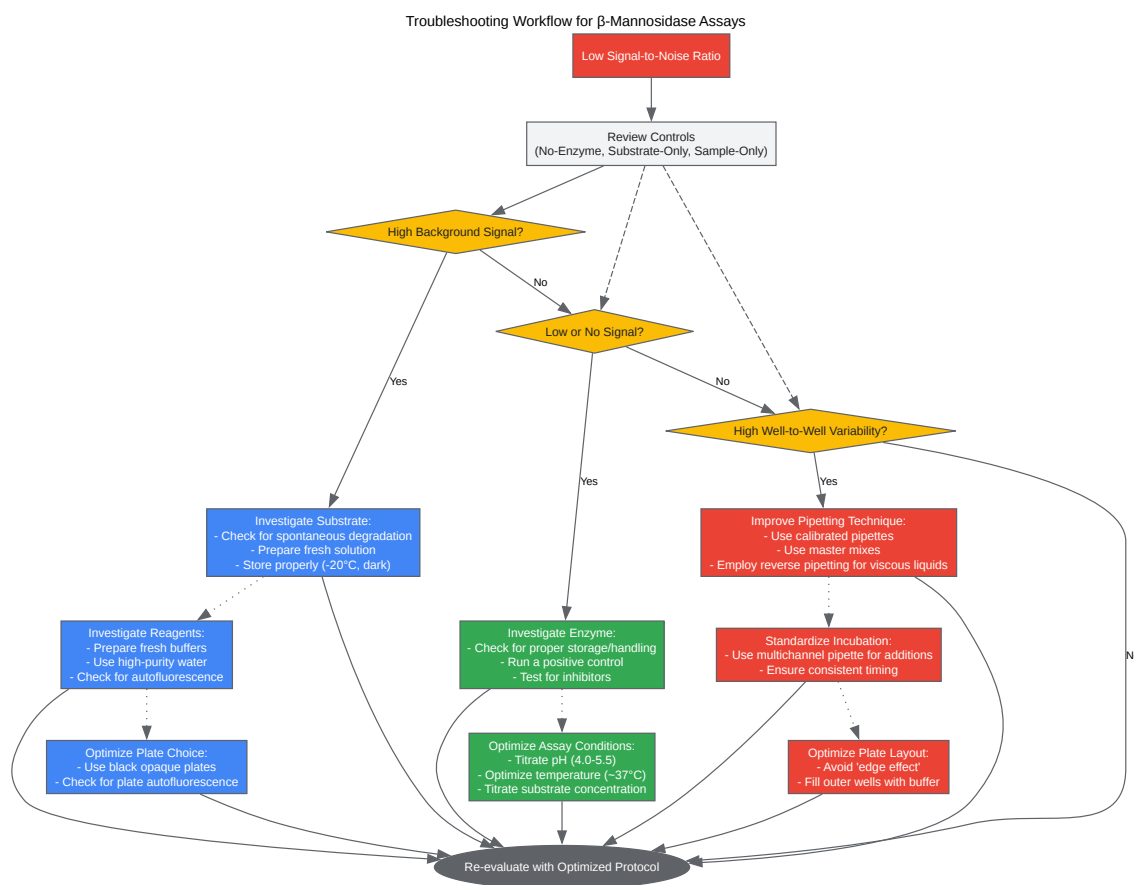 Troubleshooting Workflow for β-Mannosidase Assays
Low Signal-to-Noise Ratio
Review Controls
(No-Enzyme, Substrate-Only, Sample-Only)
High Background Signal?
No
Low or No Signal?
Yes
No
High Well-to-Well Variability?
Yes
Yes
Investigate Substrate:
- Check for spontaneous degradation
- Prepare fresh solution
- Store properly (-20°C, dark)
Improve Pipetting Technique:
- Use calibrated pipettes
- Use master mixes
- Employ reverse pipetting for viscous liquids
Investigate Reagents:
- Prepare fresh buffers
- Use high-purity water
- Check for autofluorescence
Investigate Enzyme:
- Check for proper storage/handling
- Run a positive control
- Test for inhibitors
Standardize Incubation:
- Use multichannel pipette for additions
- Ensure consistent timing
N
Optimize Plate Choice:
- Use black opaque plates
- Check for plate autofluorescence
Optimize Assay Conditions:
- Titrate pH (4.0-5.5)
- Optimize temperature (~37°C)
- Titrate substrate concentration
Optimize Plate Layout:
- Avoid 'edge effect'
- Fill outer wells with buffer
Re-evaluate with Optimized Protocol